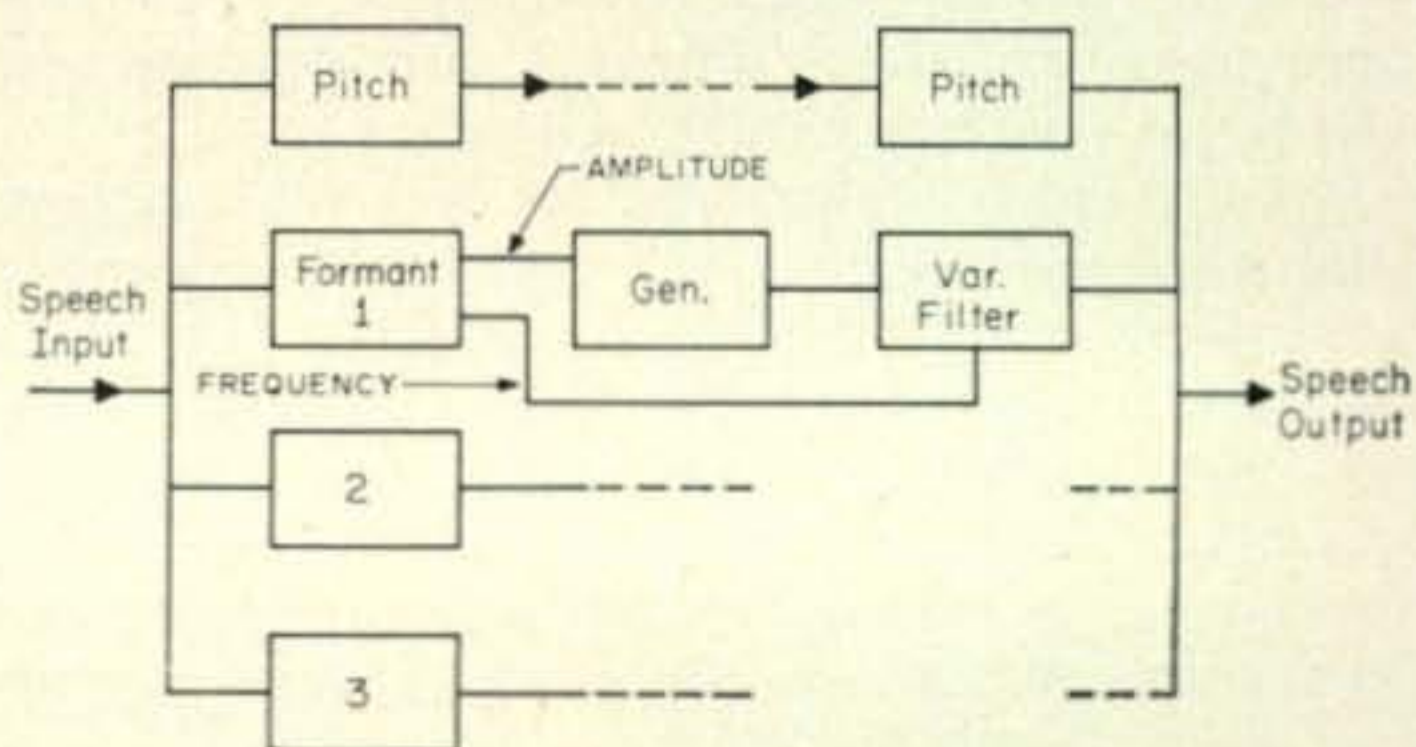 Pitch
Pitch
AMPLITUDE
Formant
1
Gen.
Var.
Filter
Speech
Input
FREQUENCY
Speech
Output
2
3